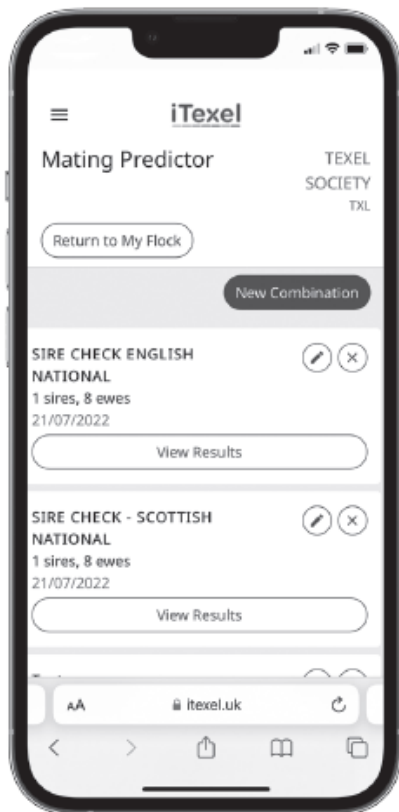 iTexel
Mating Predictor
TEXEL
SOCIETY
TXL
Return to My Flock
New Combination
SIRE CHECK ENGLISH
NATIONAL
1 sires, 8 ewes
21/07/2022
View Results
SIRE CHECK - SCOTTISH
NATIONAL
1 sires, 8 ewes
21/07/2022
View Results
AA
itexel.uk